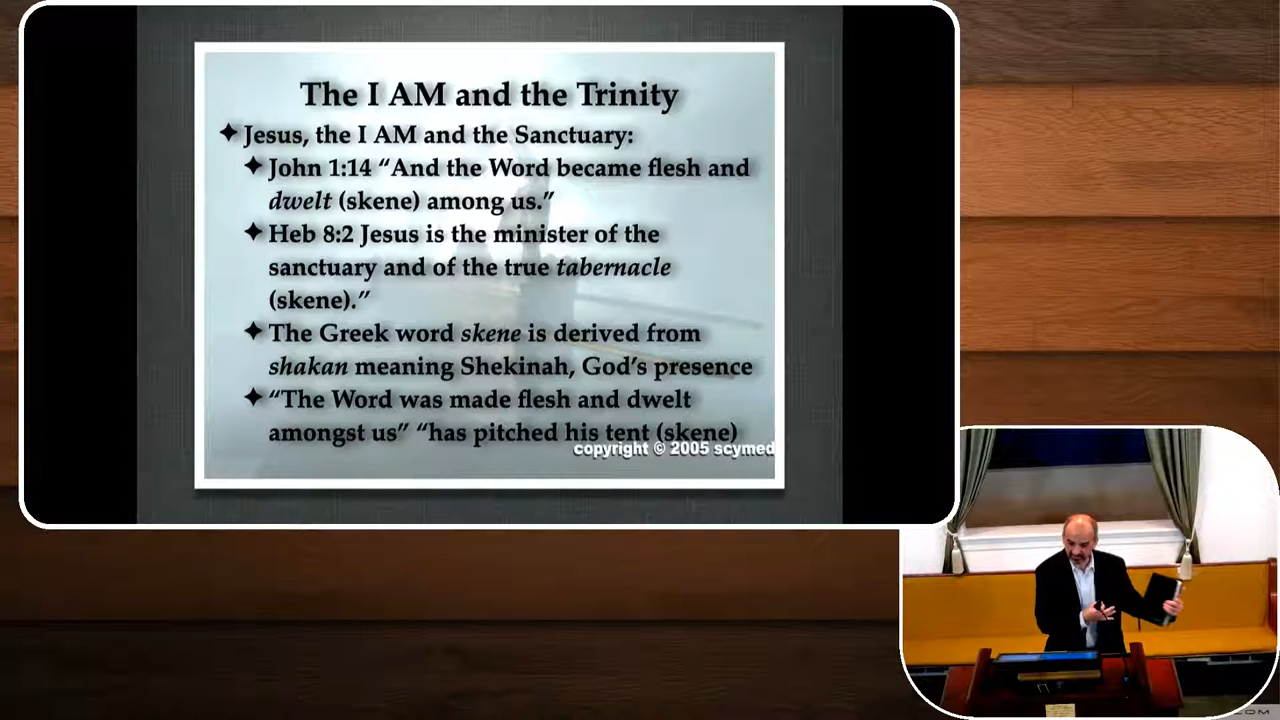 The I AM and the Trinity
✦ Jesus, the I AM and the Sanctuary:
✦ John 1:14 “And the Word became flesh and
dwelt (skene) among us.”
✦ Heb 8:2 Jesus is the minister of the
sanctuary and of the true tabernacle
(skene).”
✦ The Greek word skene is derived from
shakan meaning Shekinah, God’s presence
✦ “The Word was made flesh and dwelt
amongst us” “has pitched his tent (skene)
copyright © 2005 scymed